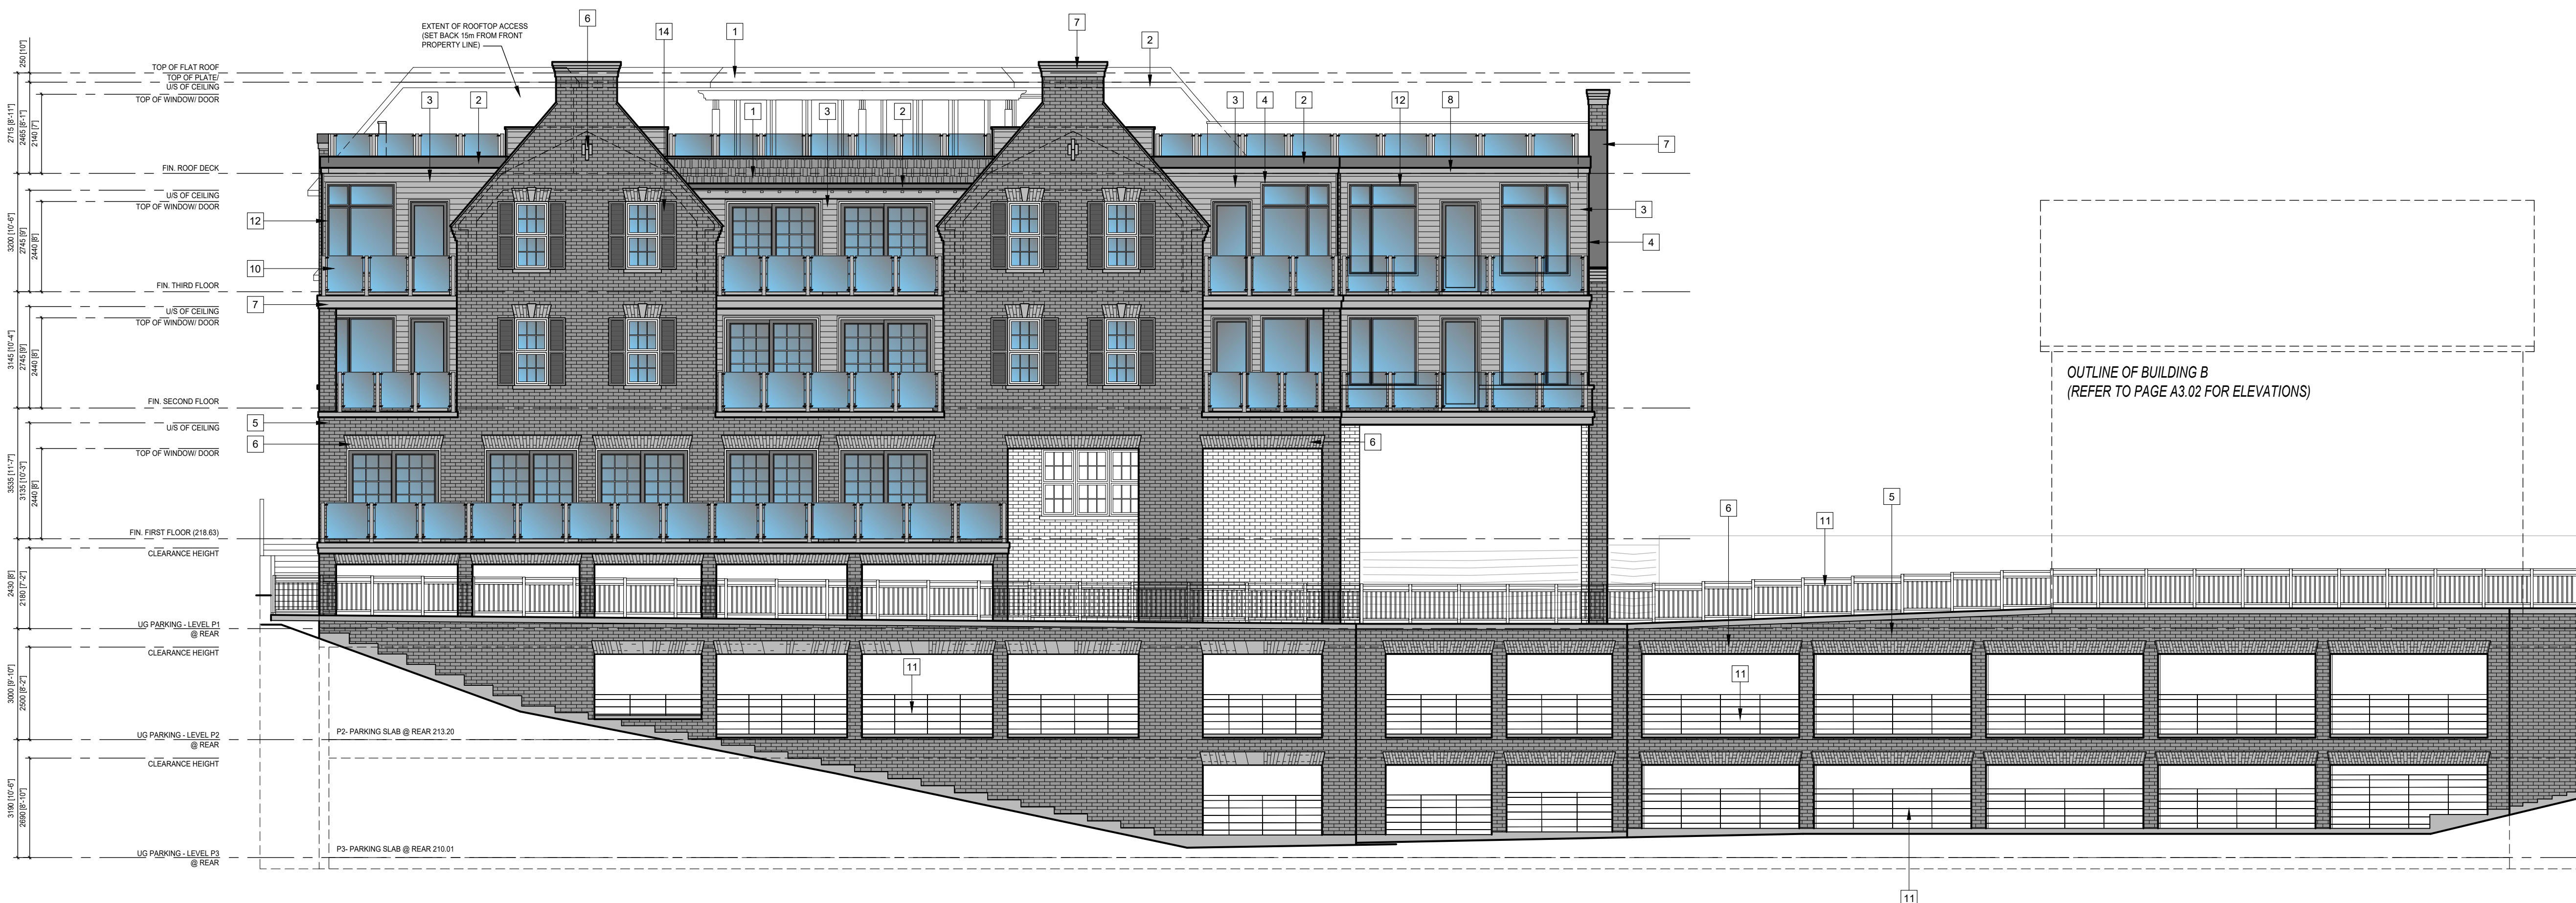 EXTENT OF ROOFTOP ACCESS
(SET BACK 15m FROM FRONT
PROPERTY LINE)
6
14
1
7
2
TOP OF FLAT ROOF
TOP OF PLATE/
U/S OF CEILING
TOP OF WINDOW/ DOOR
250 [10"]
2715 [8'-11"]
2465 [8'-1"]
2140 [7']
3
2
1
3
2
3
4
2
12
8
7
FIN. ROOF DECK
U/S OF CEILING
TOP OF WINDOW/ DOOR
3200 [10'-6"]
2745 [9']
2440 [8']
12
10
3
4
FIN. THIRD FLOOR
7
U/S OF CEILING
TOP OF WINDOW/ DOOR
3145 [10'-4"]
2745 [9']
2440 [8']
OUTLINE OF BUILDING B
(REFER TO PAGE A3.02 FOR ELEVATIONS)
FIN. SECOND FLOOR
5
U/S OF CEILING
6
6
TOP OF WINDOW/ DOOR
3535 [11'-7"]
3135 [10'-3"]
2440 [8']
6
11
5
FIN. FIRST FLOOR (218.63)
CLEARANCE HEIGHT
2430 [8']
2180 [7'-2"]
UG PARKING - LEVEL P1
@ REAR
CLEARANCE HEIGHT
3000 [9'-10"]
2500 [8'-2"]
11
11
UG PARKING - LEVEL P2
@ REAR
P2- PARKING SLAB @ REAR 213.20
CLEARANCE HEIGHT
3190 [10'-6"]
2690 [8'-10"]
UG PARKING - LEVEL P3
@ REAR
P3- PARKING SLAB @ REAR 210.01
11